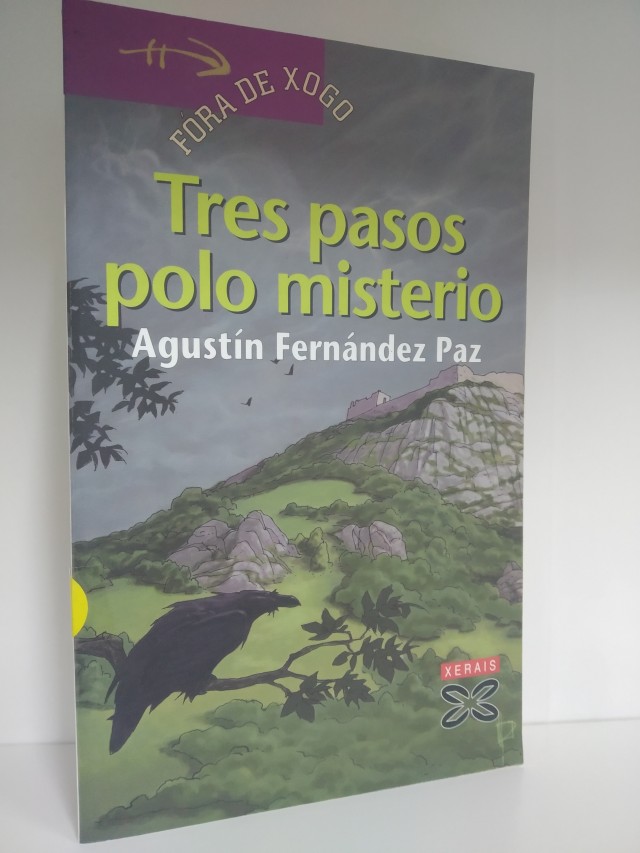 FÓRA DE XOGO
Tres pasos
polo misterio
Agustín Fernández Paz
XERAIS